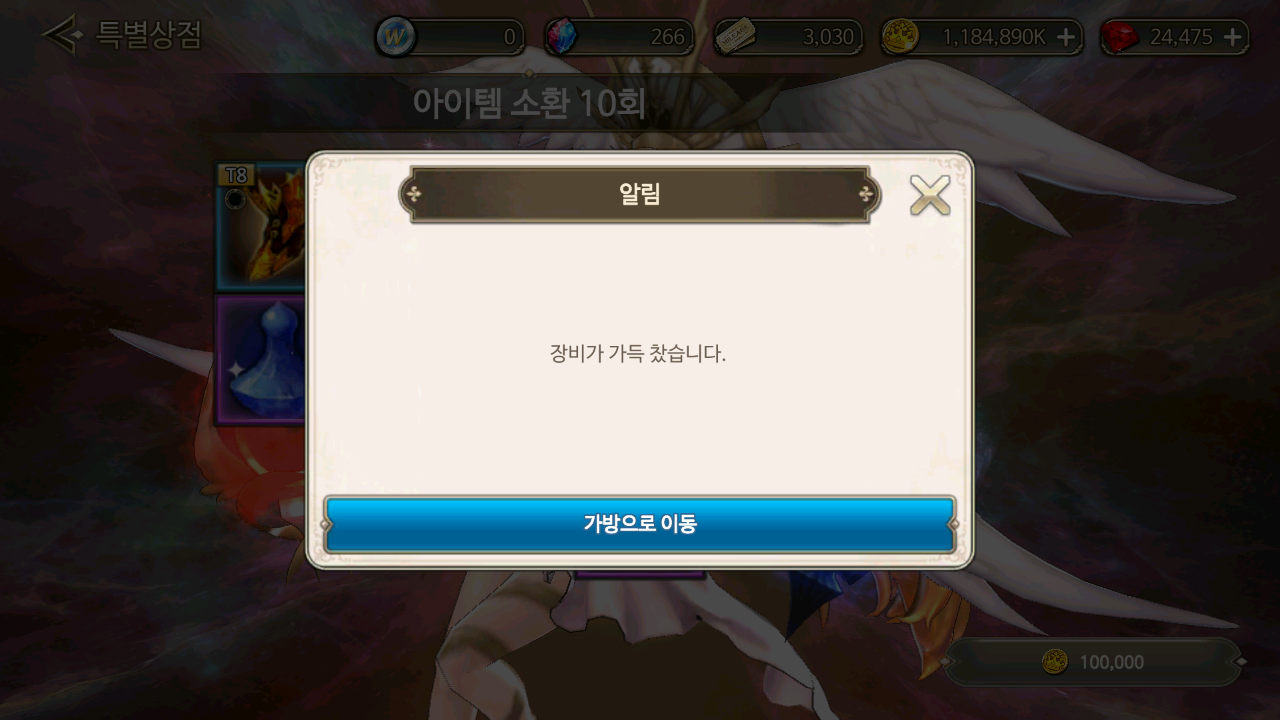 특별상점
W
0
266
3,030
1,184,890K
24,475
아이템 소환 10회
T8
알림
장비가 가득 찼습니다.
가방으로 이동
100,000